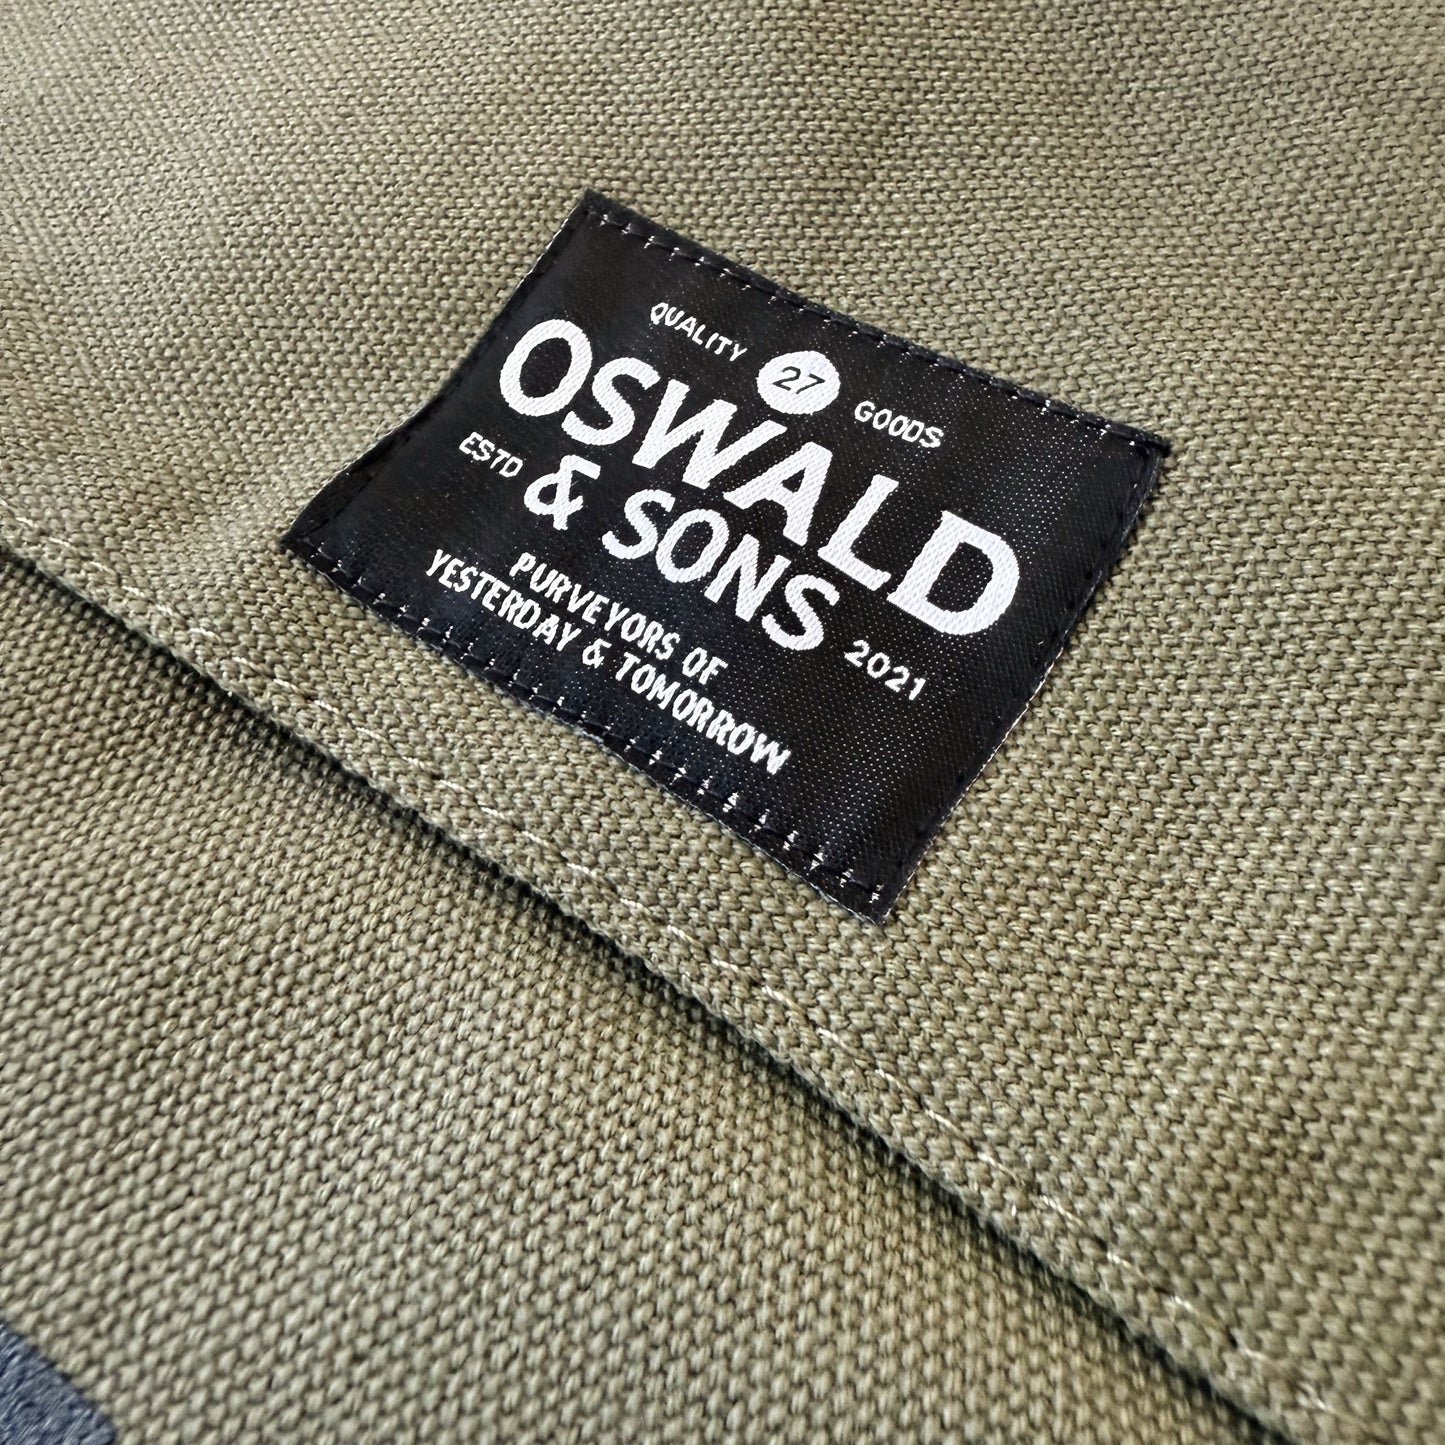 QUALITY 27 GOODS
OSWALD
ESTD & SONS 2021
PURVEYORS OF
YESTERDAY & TOMORROW